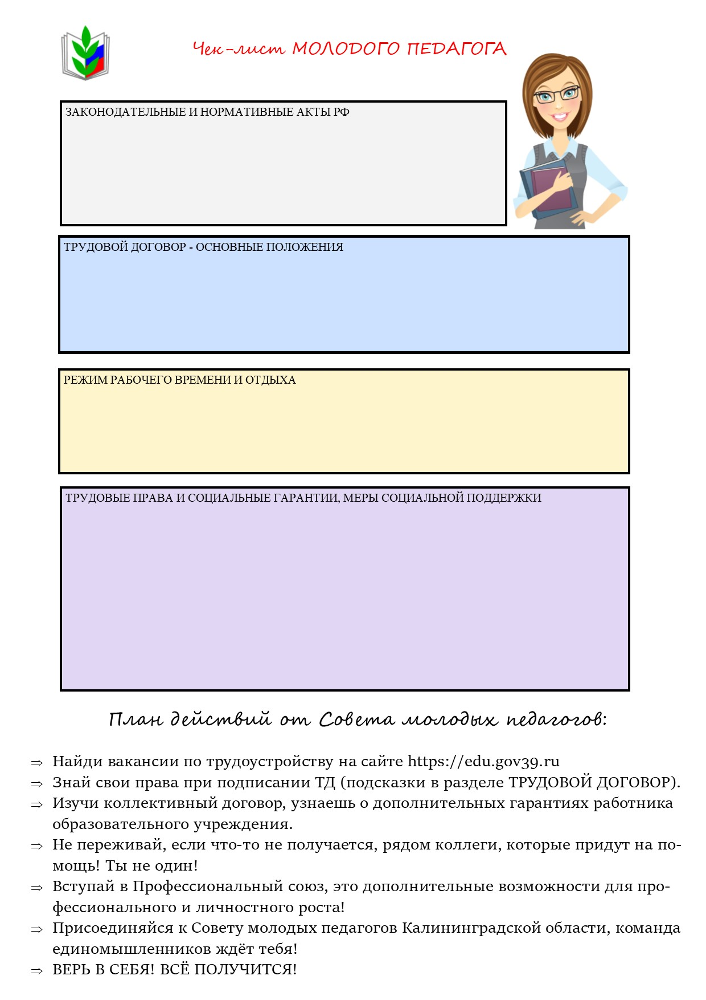 Чек-лист МОЛОДОГО ПЕДАГОГА
ЗАКОНОДАТЕЛЬНЫЕ И НОРМАТИВНЫЕ АКТЫ РФ
ТРУДОВОЙ ДОГОВОР - ОСНОВНЫЕ ПОЛОЖЕНИЯ
РЕЖИМ РАБОЧЕГО ВРЕМЕНИ И ОТДЫХА
ТРУДОВЫЕ ПРАВА И СОЦИАЛЬНЫЕ ГАРАНТИИ, МЕРЫ СОЦИАЛЬНОЙ ПОДДЕРЖКИ
План действий от Совета молодых педагогов:
⇒ Найди вакансии по трудоустройству на сайте https://edu.gov39.ru
⇒ Знай свои права при подписании ТД (подсказки в разделе ТРУДОВОЙ ДОГОВОР).
⇒ Изучи коллективный договор, узнаешь о дополнительных гарантиях работника
образовательного учреждения.
⇒ Не переживай, если что-то не получается, рядом коллеги, которые придут на по-
мощь! Ты не один!
⇒ Вступай в Профессиональный союз, это дополнительные возможности для про-
фессионального и личностного роста!
⇒ Присоединяйся к Совету молодых педагогов Калининградской области, команда
единомышленников ждёт тебя!
⇒ ВЕРЬ В СЕБЯ! ВСЁ ПОЛУЧИТСЯ!